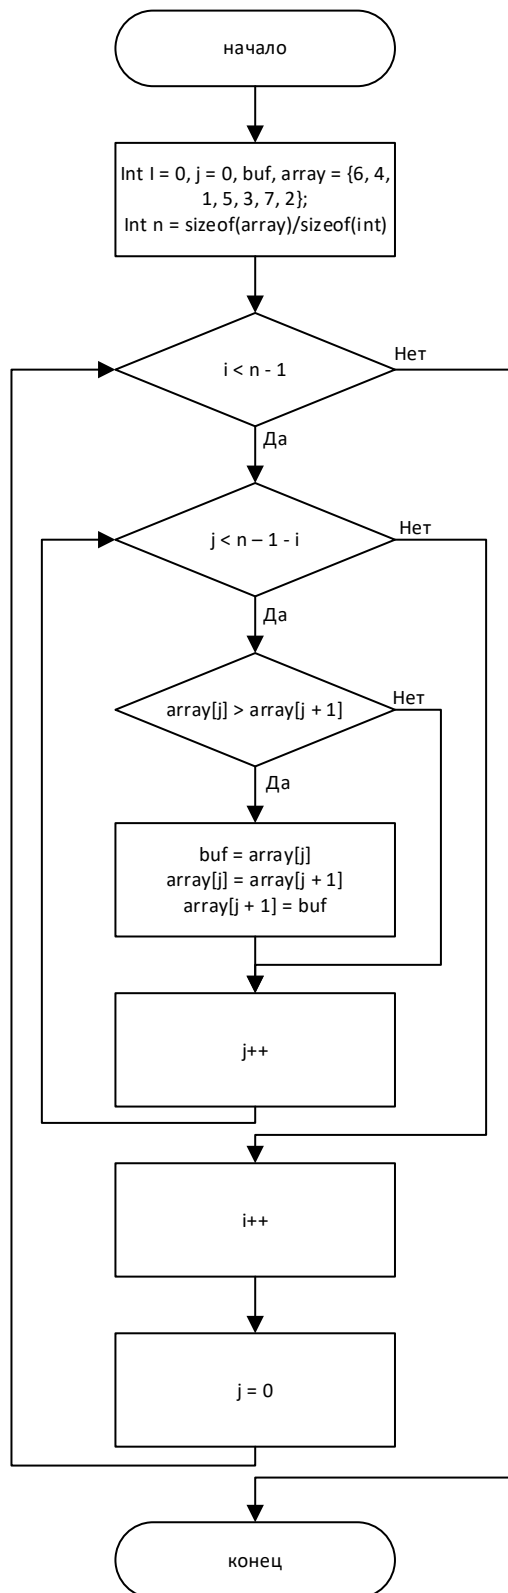 начало
Int I = 0, j = 0, buf, array = {6, 4,
1, 5, 3, 7, 2};
Int n = sizeof(array)/sizeof(int)
i < n - 1
Нет
Да
j < n – 1 - i
Нет
Да
array[j] > array[j + 1]
Нет
Да
buf = array[j]
array[j] = array[j + 1]
array[j + 1] = buf
j++
i++
j = 0
конец